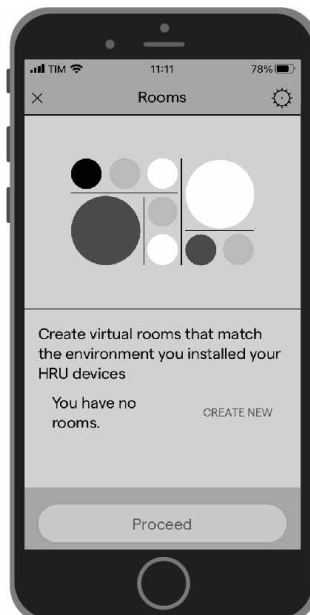 TIM 11:11 78%
Rooms
Create virtual rooms that match
the environment you installed your
HRU devices
You have no
rooms.
CREATE NEW
Proceed